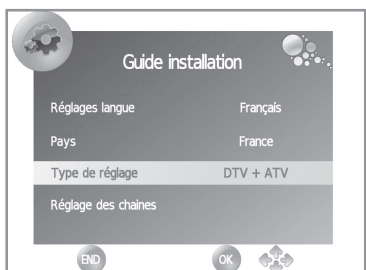 Guide installation
Réglages langue Français
Pays France
Type de réglage DTV + ATV
Réglage des chaines
END OK